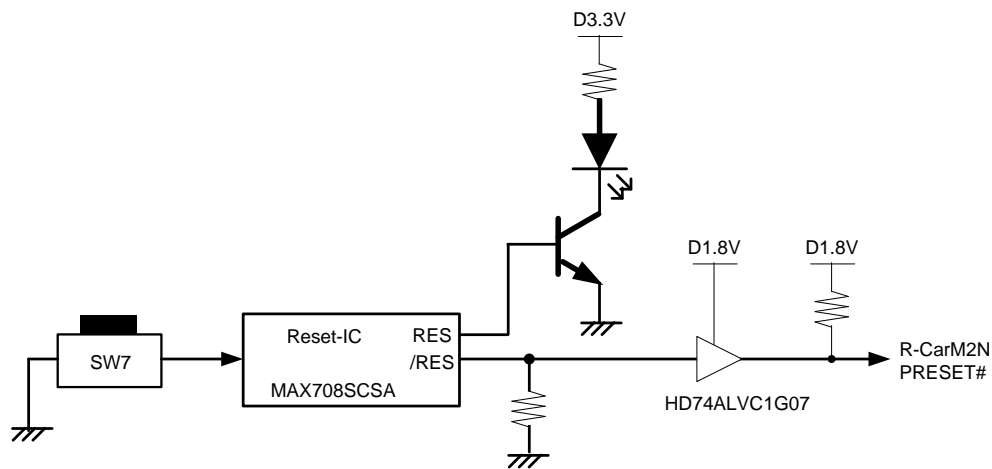 D3.3V
D1.8V
D1.8V
SW7
Reset-IC
RES
/RES
MAX708SCSA
HD74ALVC1G07
R-CarM2N
PRESET#